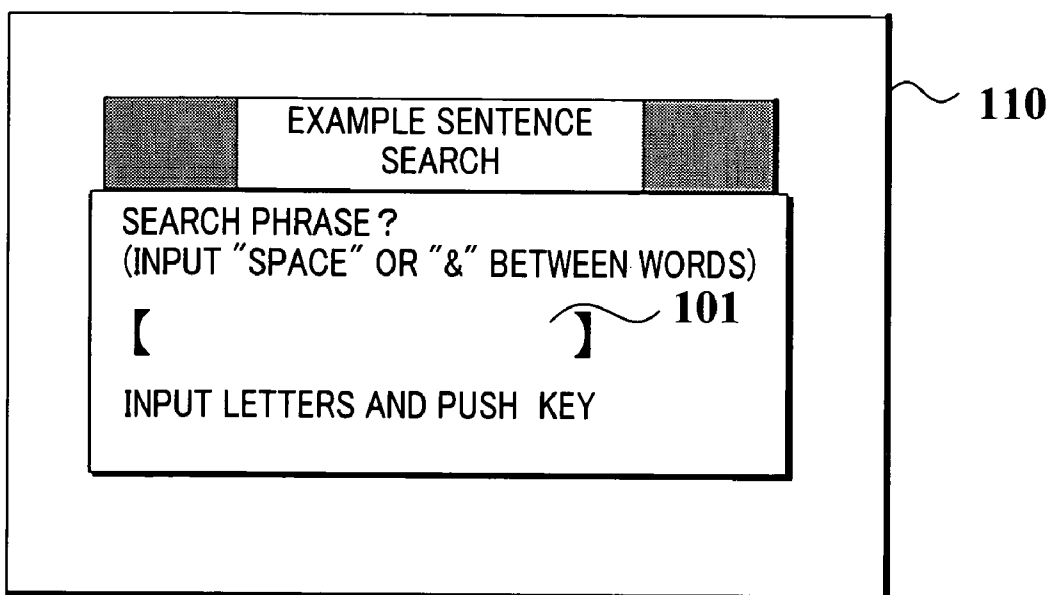 110
EXAMPLE SENTENCE
SEARCH
SEARCH PHRASE?
(INPUT "SPACE" OR "&" BETWEEN WORDS)
【 】 101
INPUT LETTERS AND PUSH KEY